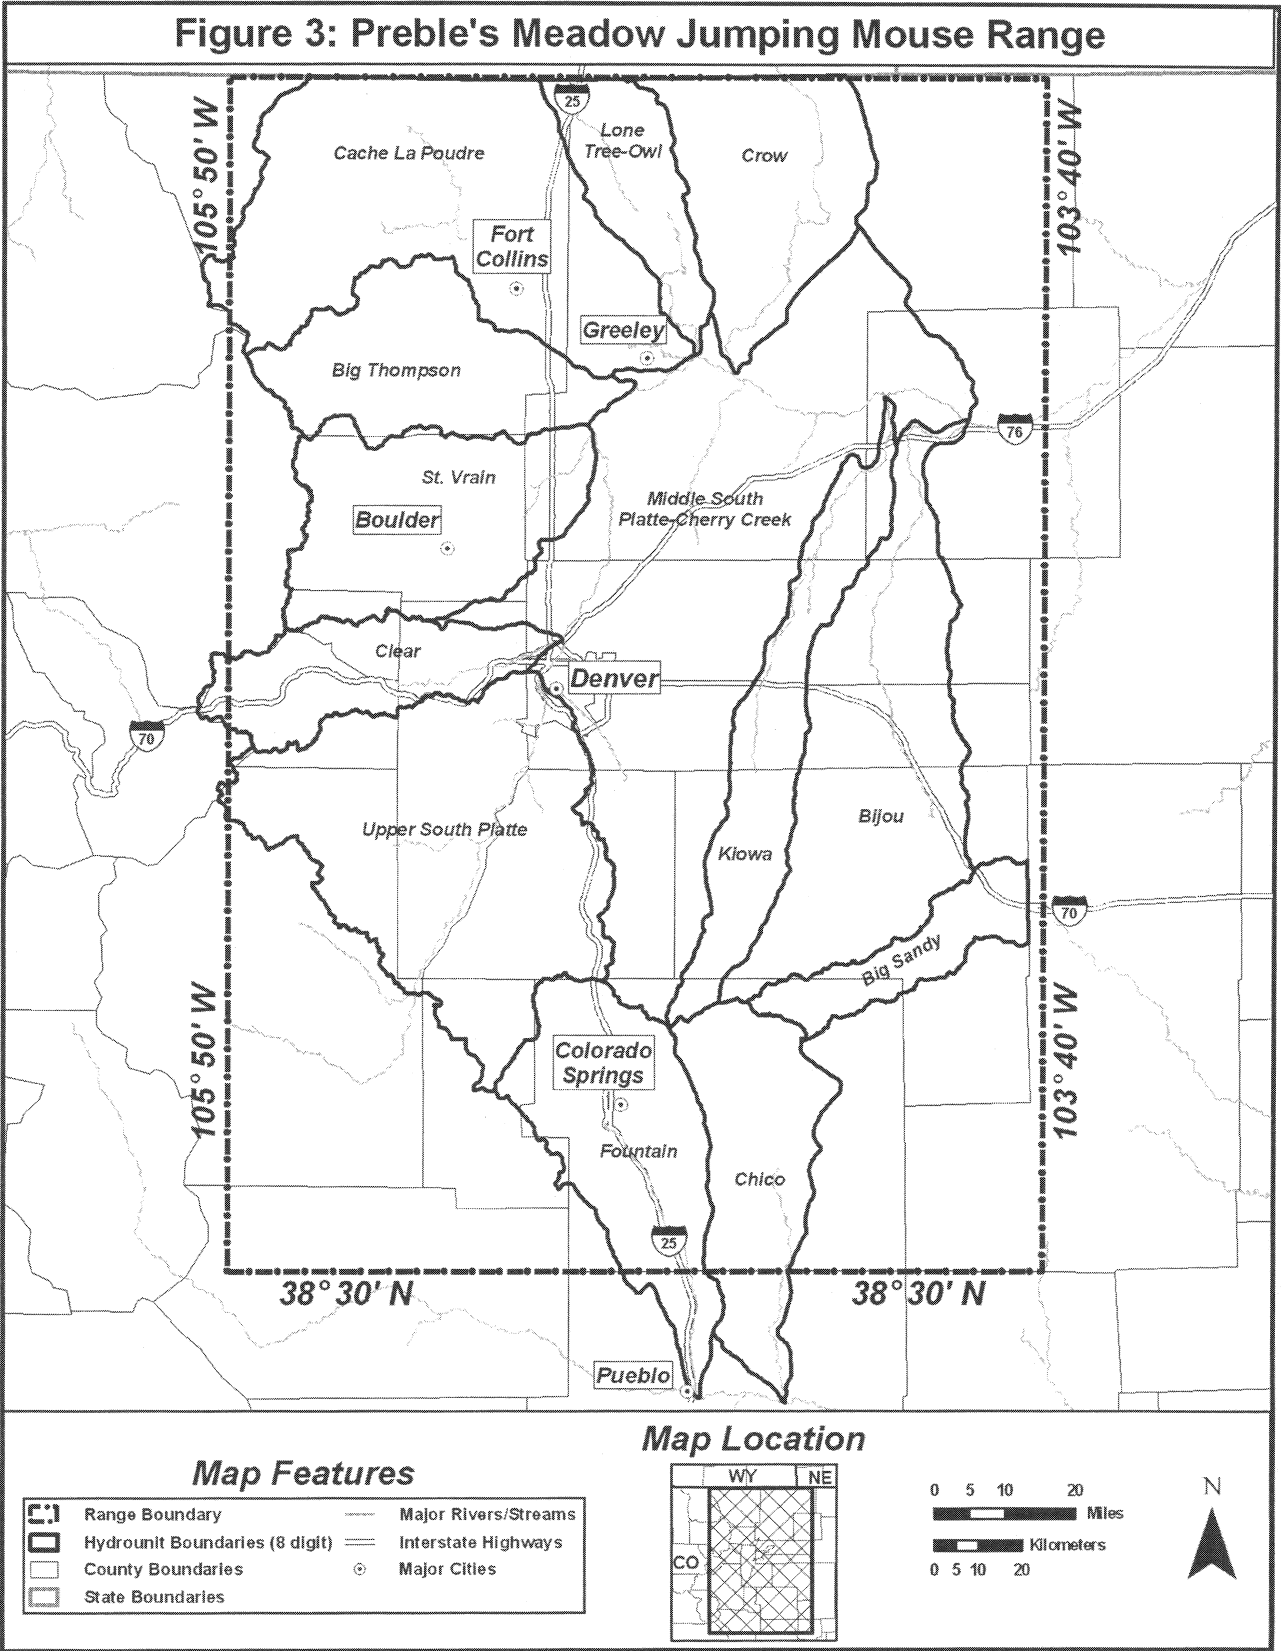 Figure 3: Preble's Meadow Jumping Mouse Range
105° 50' W
103° 40' W
25
Lone
Tree-Owl
Cache La Poudre
Crow
Fort
Collins
Greeley
Big Thompson
76
St. Vrain
Middle South
Platte-Cherry Creek
Boulder
Clear
Denver
70
Upper South Platte
Bijou
Kiowa
70
Big Sandy
105° 50' W
103° 40' W
Colorado
Springs
Fountain
Chico
25
38° 30' N
38° 30' N
Pueblo
Map Location
Map Features
WY
NE
CO
Range Boundary
Hydrounit Boundaries (8 digit)
County Boundaries
State Boundaries
Major Rivers/Streams
Interstate Highways
Major Cities
0 5 10 20
Miles
Kilometers
0 5 10 20
N